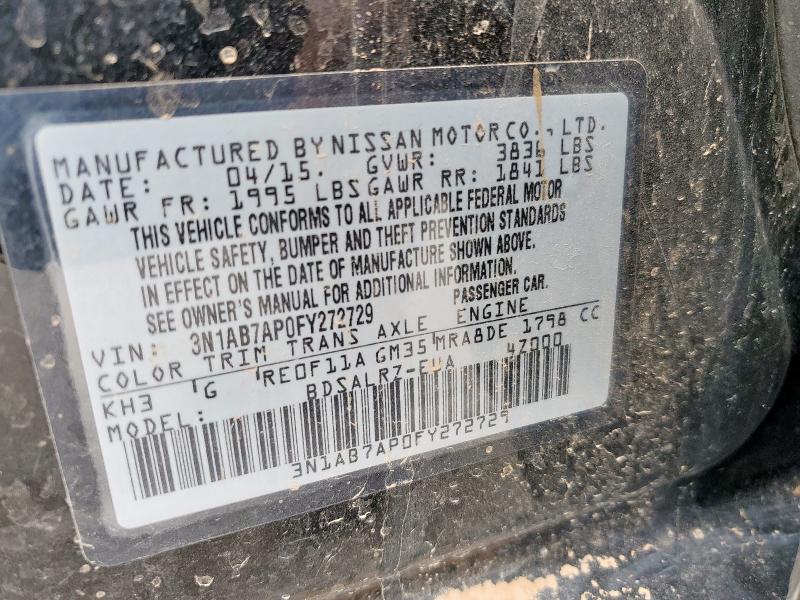 MANUFACTURED BY NISSAN MOTOR CO., LTD.
DATE: 04/15. GVWR: 3836 LBS
GAWR FR: 1995 LBS GAWR RR: 1841 LBS
THIS VEHICLE CONFORMS TO ALL APPLICABLE FEDERAL MOTOR
VEHICLE SAFETY, BUMPER AND THEFT PREVENTION STANDARDS
IN EFFECT ON THE DATE OF MANUFACTURE SHOWN ABOVE.
SEE OWNER'S MANUAL FOR ADDITIONAL INFORMATION.
VIN: 3N1AB7AP0FY272729 PASSENGER CAR.
COLOR TRIM TRANS AXLE ENGINE
KH3 'G 'RE0F11A GM35 'MRA8DE 1798 CC
MODEL: BDSALRZ-EUA 47000
3N1AB7AP0FY272729